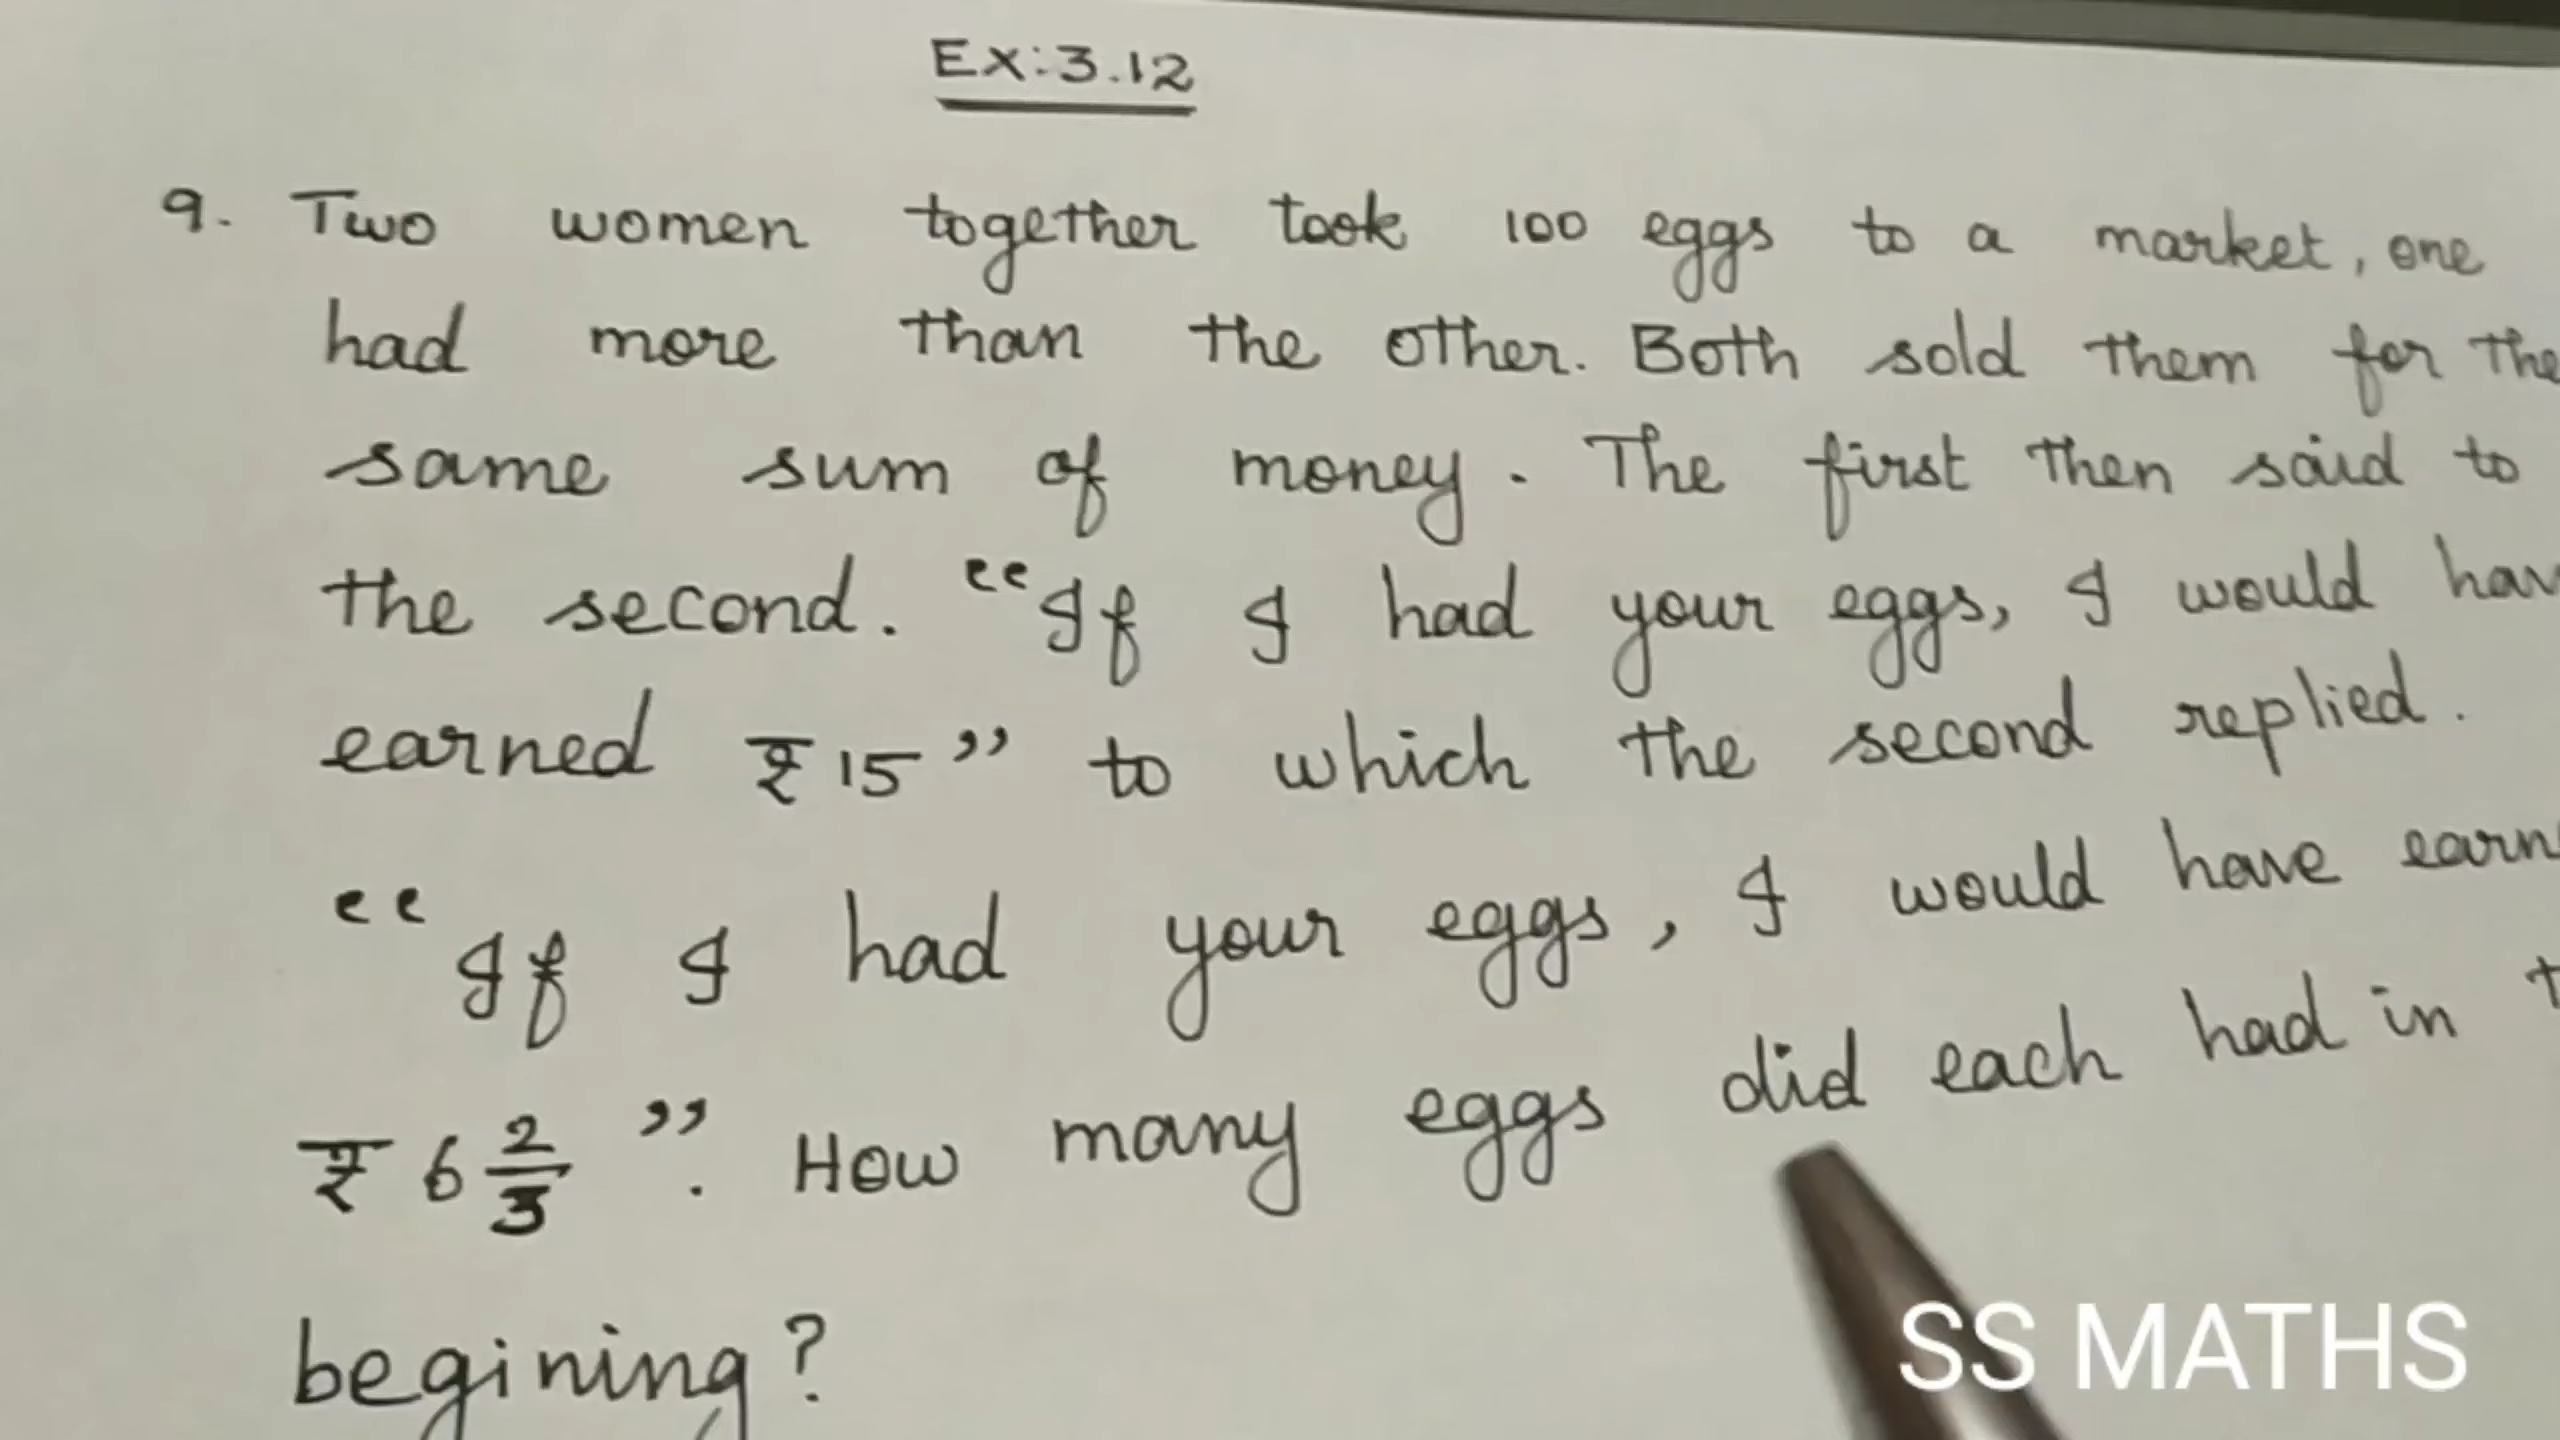 Ex:3.12
9. Two women together took 100 eggs to a market, one
had more than the other. Both sold them for the
same sum of money. The first then said to
the second. "If I had your eggs, I would hav
earned ₹15" to which the second replied.
"If I had your eggs, I would have earn
₹ 6 2/3". How many eggs did each had in t
begining?
SS MATHS